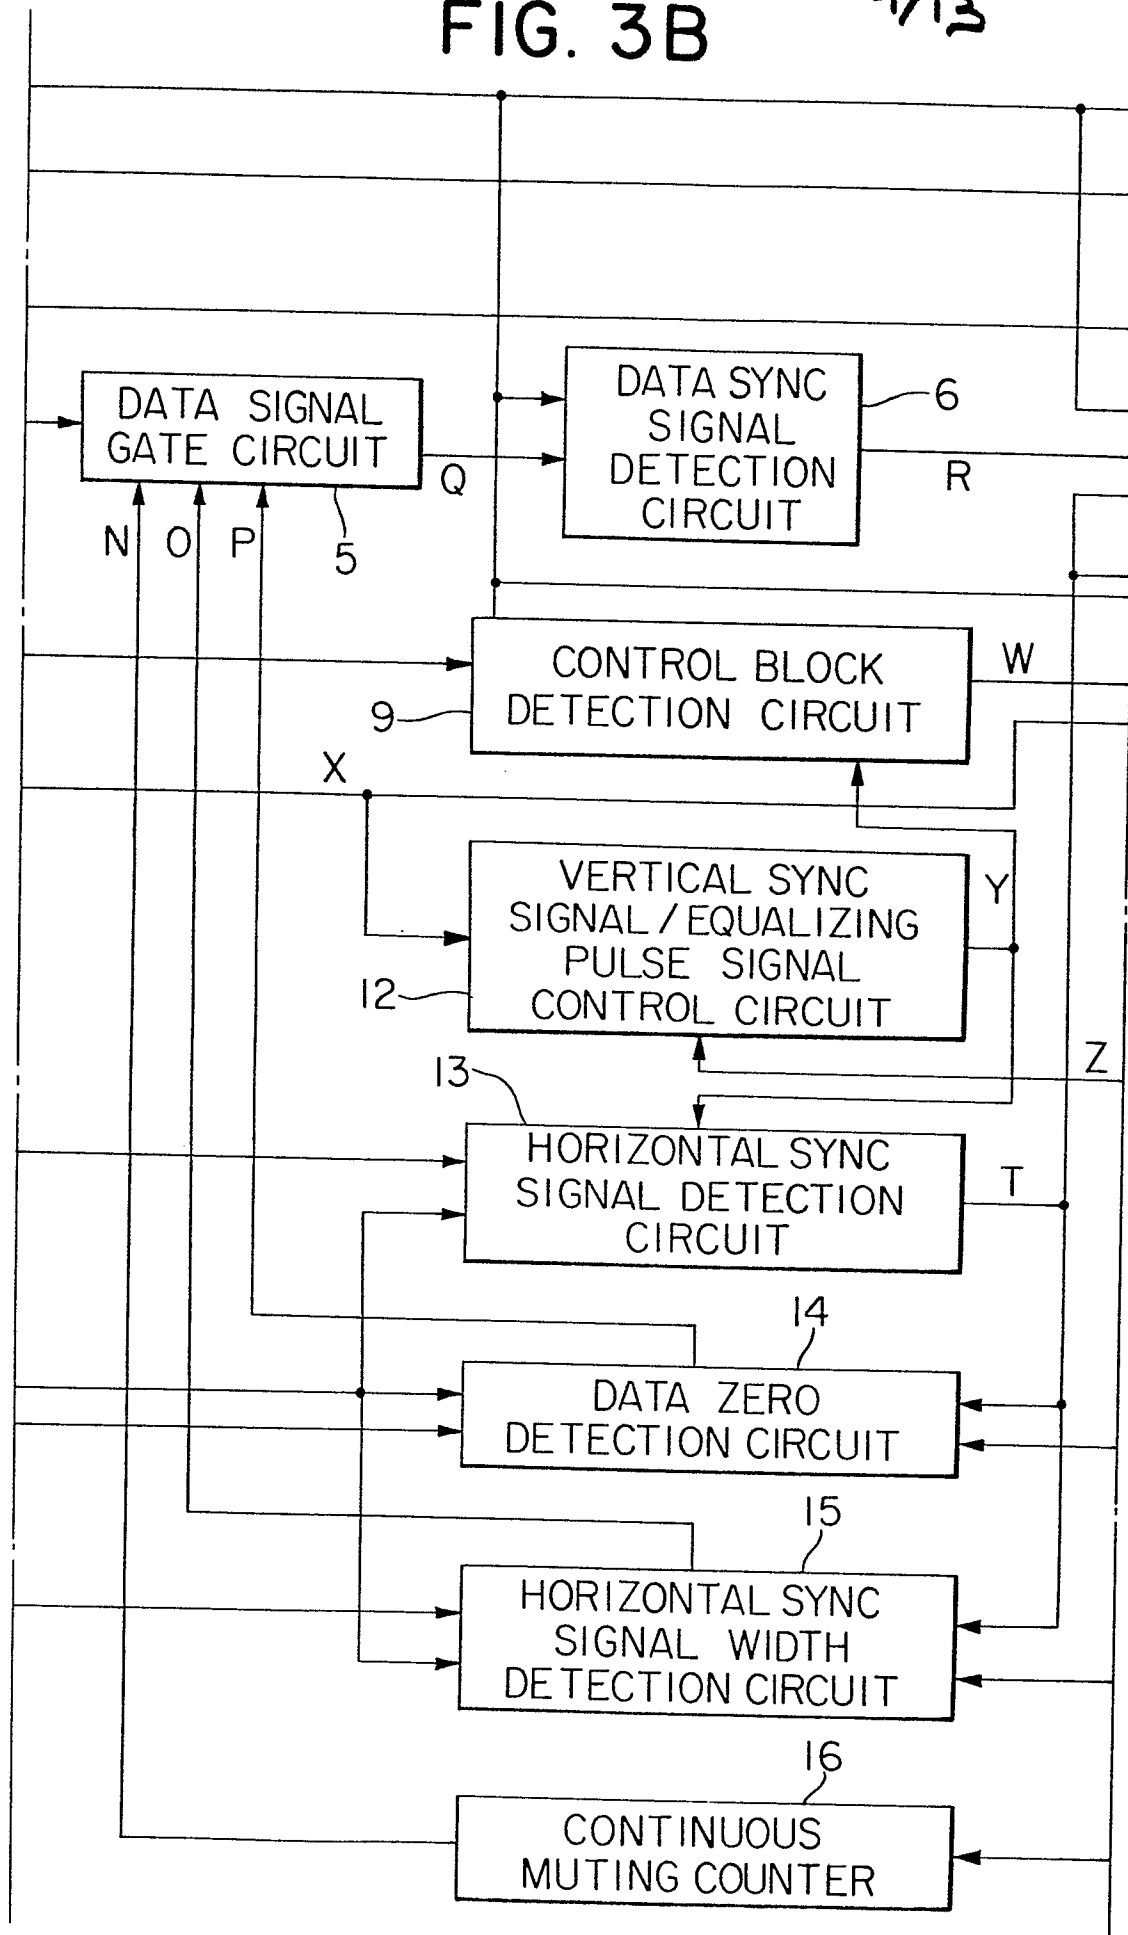 FIG. 3B
4/13
DATA SIGNAL
GATE CIRCUIT
5
N
O
P
Q
DATA SYNC
SIGNAL
DETECTION
CIRCUIT
6
R
CONTROL BLOCK
DETECTION CIRCUIT
9
W
X
VERTICAL SYNC
SIGNAL/EQUALIZING
PULSE SIGNAL
CONTROL CIRCUIT
12
Y
Z
13
HORIZONTAL SYNC
SIGNAL DETECTION
CIRCUIT
T
14
DATA ZERO
DETECTION CIRCUIT
15
HORIZONTAL SYNC
SIGNAL WIDTH
DETECTION CIRCUIT
16
CONTINUOUS
MUTING COUNTER